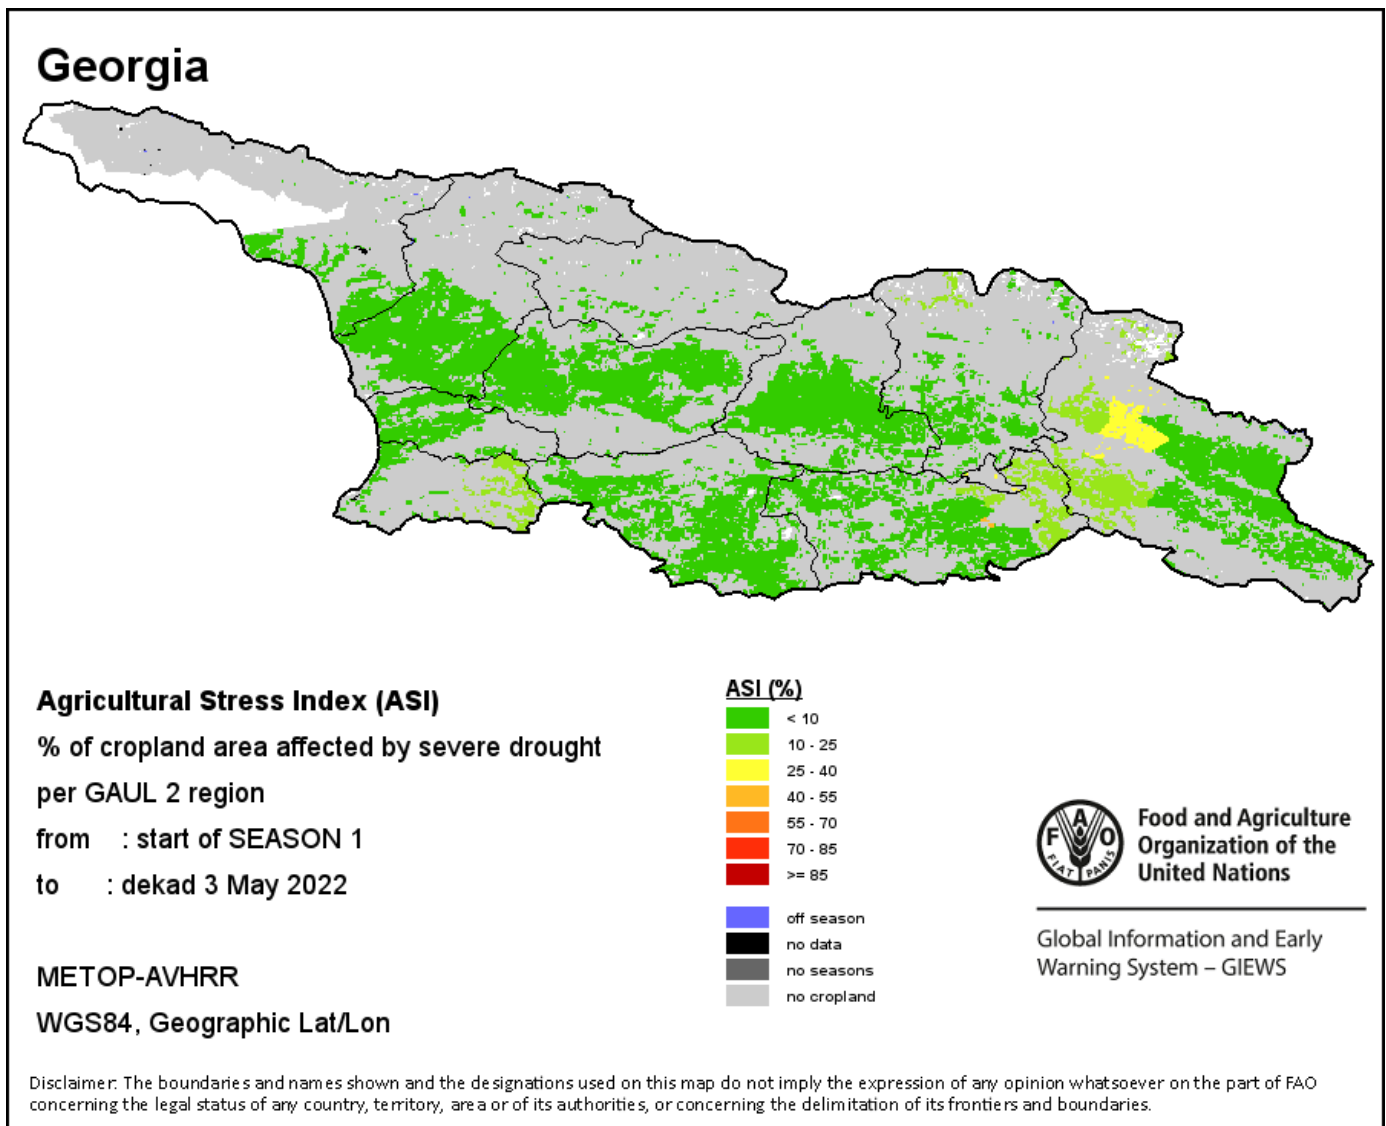 Georgia
Agricultural Stress Index (ASI)
% of cropland area affected by severe drought
per GAUL 2 region
from : start of SEASON 1
to : dekad 3 May 2022
METOP-AVHRR
WGS84, Geographic Lat/Lon
ASI (%)
< 10
10 - 25
25 - 40
40 - 55
55 - 70
70 - 85
>= 85
off season
no data
no seasons
no cropland
F A O
FIAT PANIS
Food and Agriculture
Organization of the
United Nations
Global Information and Early
Warning System – GIEWS
Disclaimer: The boundaries and names shown and the designations used on this map do not imply the expression of any opinion whatsoever on the part of FAO
concerning the legal status of any country, territory, area or of its authorities, or concerning the delimitation of its frontiers and boundaries.